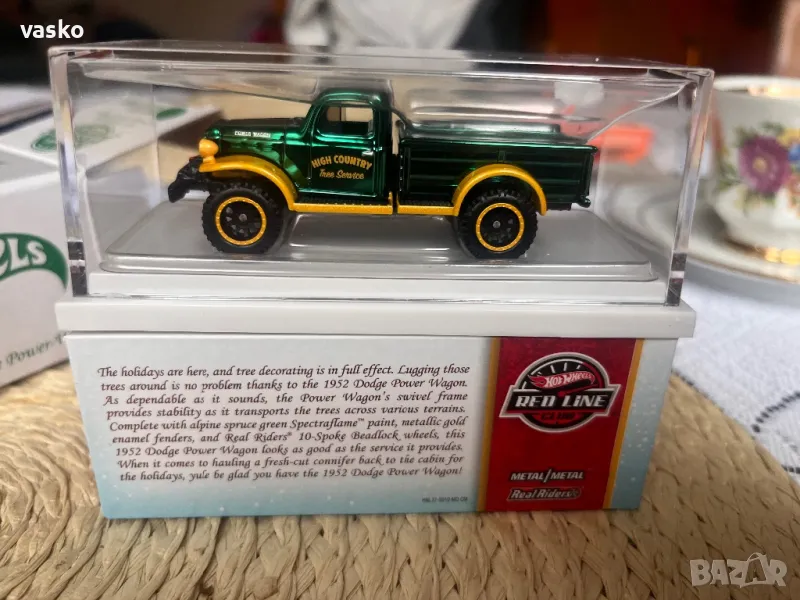 vasko
POWER WAGON
HIGH COUNTRY
Tree Service
The holidays are here, and tree decorating is in full effect. Lugging those
trees around is no problem thanks to the 1952 Dodge Power Wagon.
As dependable as it sounds, the Power Wagon's swivel frame
provides stability as it transports the trees across various terrains.
Complete with alpine spruce green Spectraflame™ paint, metallic gold
enamel fenders, and Real Riders® 10-Spoke Beadlock wheels, this
1952 Dodge Power Wagon looks as good as the service it provides.
When it comes to hauling a fresh-cut connifer back to the cabin for
the holidays, yule be glad you have the 1952 Dodge Power Wagon!
HOT WHEELS
RED LINE
CLUB
METAL/METAL™
Real Riders®
ELS
Power
BAZAR